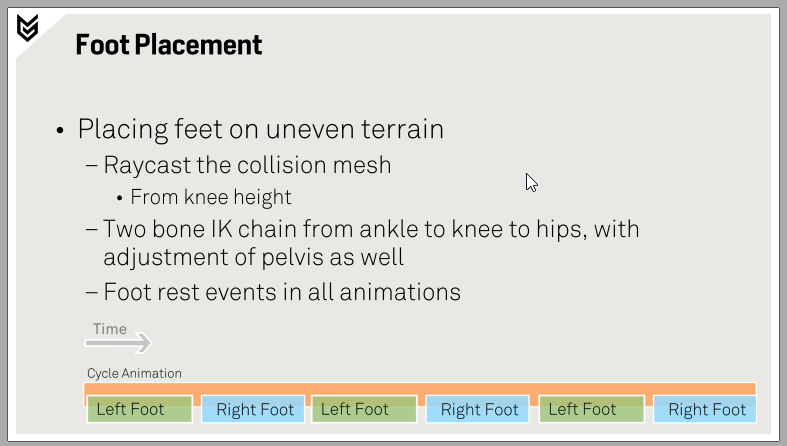 Foot Placement
• Placing feet on uneven terrain
– Raycast the collision mesh
• From knee height
– Two bone IK chain from ankle to knee to hips, with
adjustment of pelvis as well
– Foot rest events in all animations
Time
Cycle Animation
Left Foot Right Foot Left Foot Right Foot Left Foot Right Foot